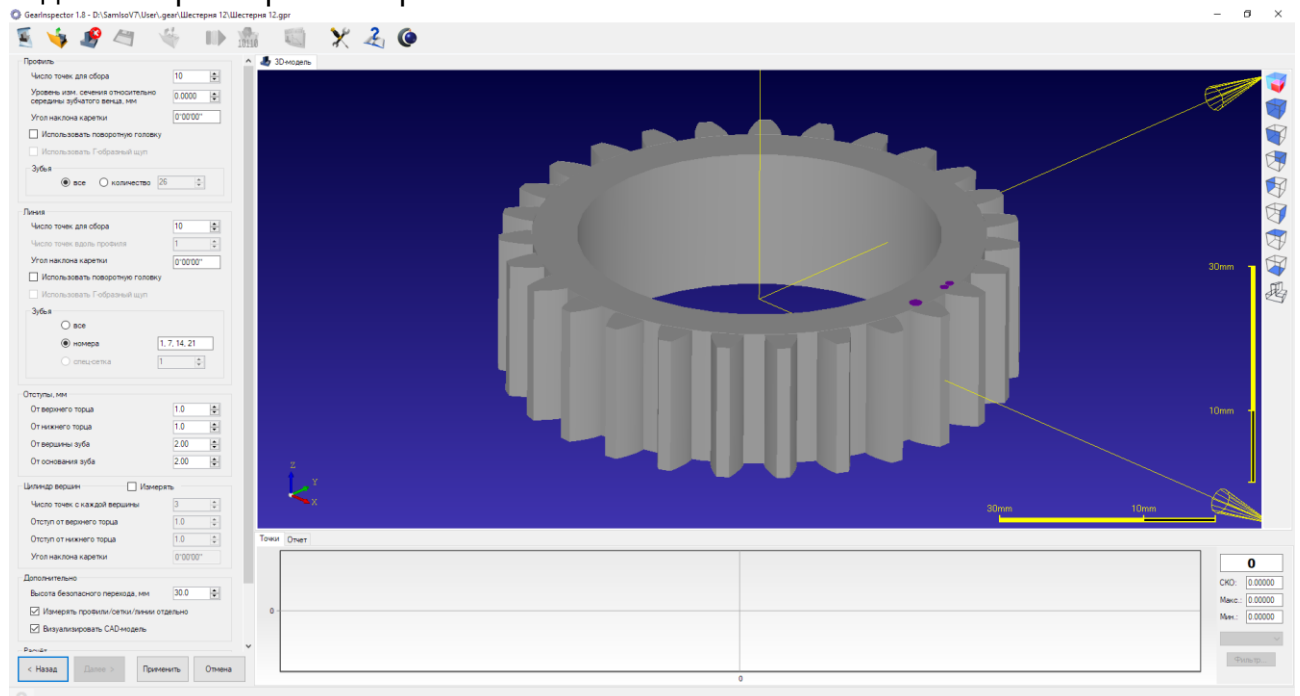 GearInspector 1.8 - D:\SamIsoV7\User\.gear\Шестерня 12\Шестерня 12.gpr
Профиль
Число точек для сбора 10
Уровень изм. сечения относительно
середины зубчатого венца, мм 0.0000
Угол наклона каретки 0°00'00"
Использовать поворотную головку
Использовать Г-образный щуп
Зубья
все количество 26
Линия
Число точек для сбора 10
Число точек вдоль профиля 1
Угол наклона каретки 0°00'00"
Использовать поворотную головку
Использовать Г-образный щуп
Зубья
все
номера 1, 7, 14, 21
спец-сетка 1
Отступы, мм
От верхнего торца 1.0
От нижнего торца 1.0
От вершины зуба 2.00
От основания зуба 2.00
Цилиндр вершин Измерять
Число точек с каждой вершины 3
Отступ от верхнего торца 1.0
Отступ от нижнего торца 1.0
Угол наклона каретки 0°00'00"
Дополнительно
Высота безопасного перехода, мм 30.0
Измерять профили/сетки/линии отдельно
Визуализировать CAD-модель
Расчёт
< Назад Далее > Применить Отмена
3D-модель
30mm
10mm
Z
Y
X
30mm 10mm
Точки Отчет
0
0
0
СКО: 0.00000
Макс.: 0.00000
Мин.: 0.00000
Фильтр...